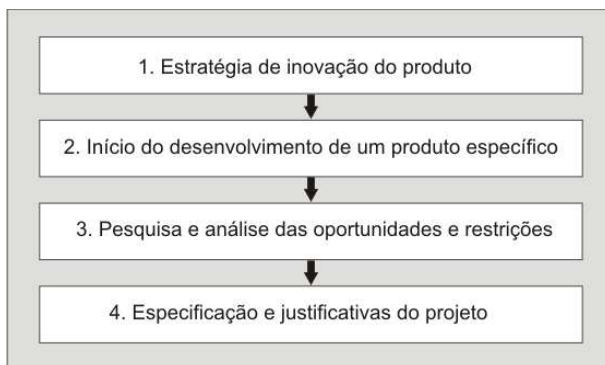 1. Estratégia de inovação do produto
2. Início do desenvolvimento de um produto específico
3. Pesquisa e análise das oportunidades e restrições
4. Especificação e justificativas do projeto